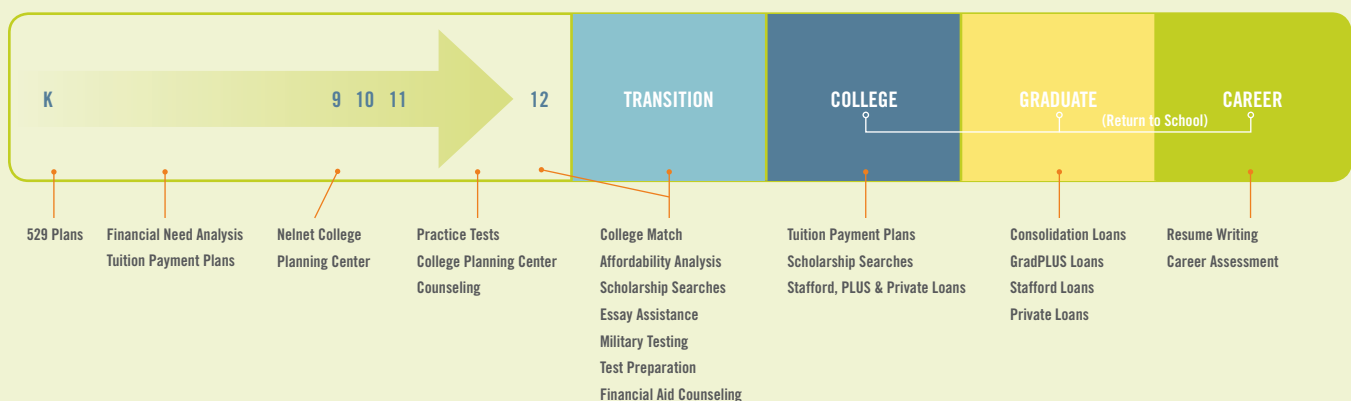 K 9 10 11 12 TRANSITION COLLEGE GRADUATE CAREER
(Return to School)
529 Plans
Financial Need Analysis
Tuition Payment Plans
Nelnet College
Planning Center
Practice Tests
College Planning Center
Counseling
College Match
Affordability Analysis
Scholarship Searches
Essay Assistance
Military Testing
Test Preparation
Financial Aid Counseling
Tuition Payment Plans
Scholarship Searches
Stafford, PLUS & Private Loans
Consolidation Loans
GradPLUS Loans
Stafford Loans
Private Loans
Resume Writing
Career Assessment